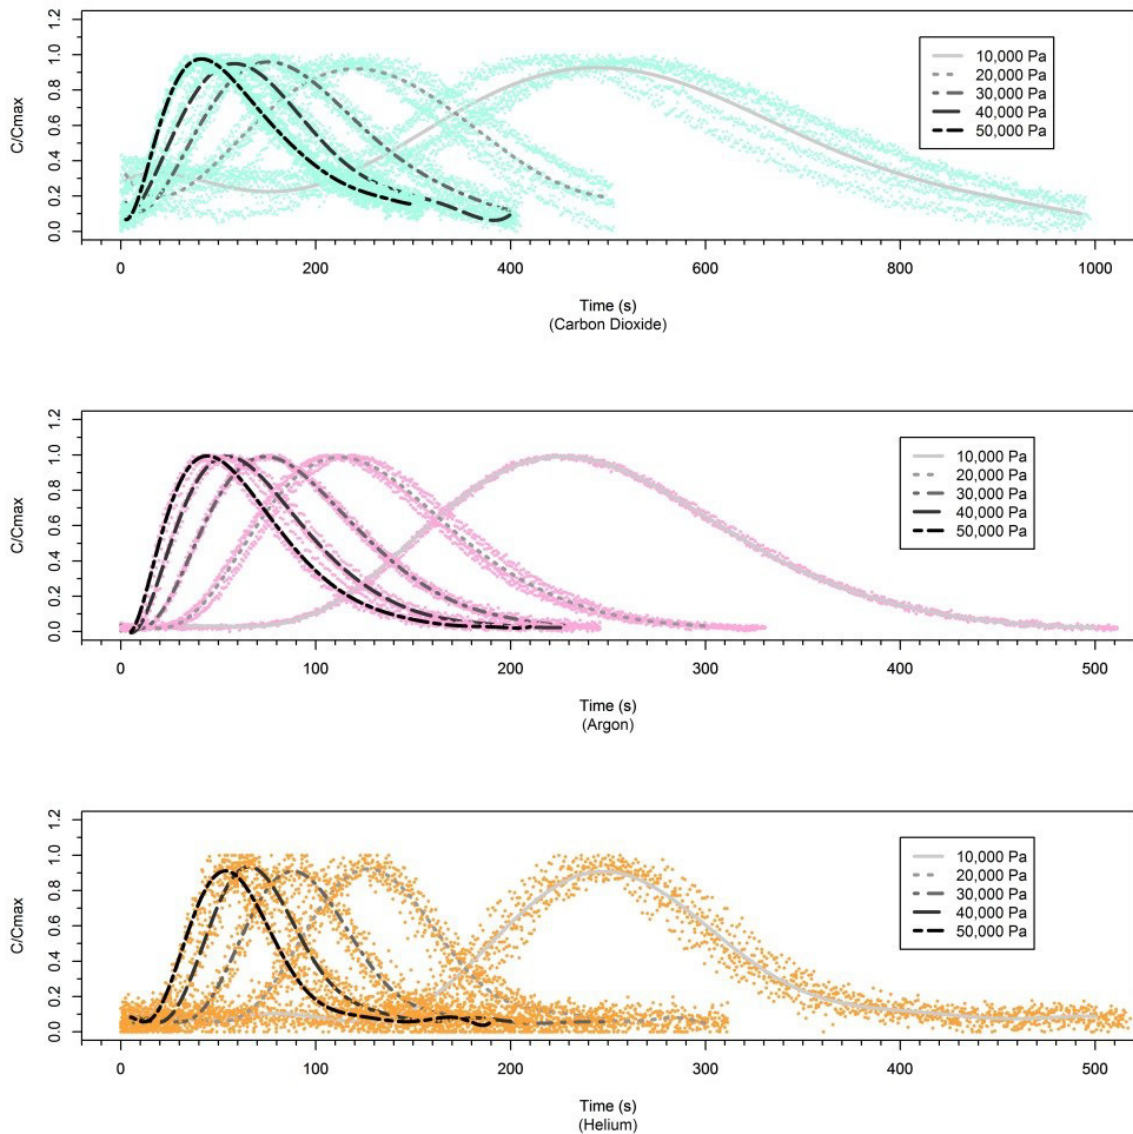 C/Cmax
1.2
1.0
0.8
0.6
0.4
0.2
0.0
10,000 Pa
20,000 Pa
30,000 Pa
40,000 Pa
50,000 Pa
0 200 400 600 800 1000
Time (s)
(Carbon Dioxide)
C/Cmax
1.2
1.0
0.8
0.6
0.4
0.2
0.0
10,000 Pa
20,000 Pa
30,000 Pa
40,000 Pa
50,000 Pa
0 100 200 300 400 500
Time (s)
(Argon)
C/Cmax
1.2
1.0
0.8
0.6
0.4
0.2
0.0
10,000 Pa
20,000 Pa
30,000 Pa
40,000 Pa
50,000 Pa
0 100 200 300 400 500
Time (s)
(Helium)